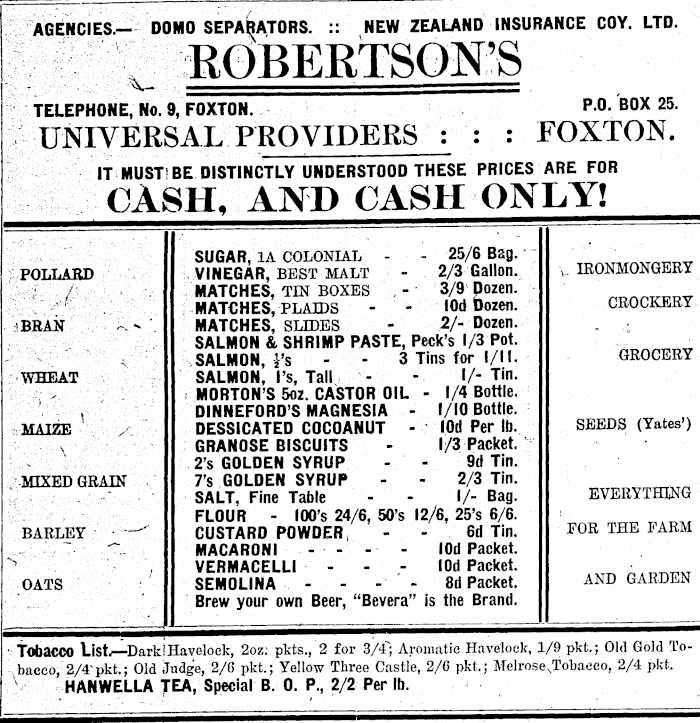 AGENCIES.— DOMO SEPARATORS. :: NEW ZEALAND INSURANCE COY. LTD.
ROBERTSON'S
TELEPHONE, No. 9, FOXTON. P.O. BOX 25.
UNIVERSAL PROVIDERS : : : FOXTON.
IT MUST BE DISTINCTLY UNDERSTOOD THESE PRICES ARE FOR
CASH, AND CASH ONLY!
POLLARD
BRAN
WHEAT
MAIZE
MIXED GRAIN
BARLEY
OATS
SUGAR, 1A COLONIAL - - 25/6 Bag.
VINEGAR, BEST MALT - 2/3 Gallon.
MATCHES, TIN BOXES - 3/9 Dozen.
MATCHES, PLAIDS - 10d Dozen.
MATCHES, SLIDES - 2/- Dozen.
SALMON & SHRIMP PASTE, Peck's 1/3 Pot.
SALMON, ½'s - - 3 Tins for 1/11.
SALMON, 1's, Tall - - 1/- Tin.
MORTON'S 5oz. CASTOR OIL - 1/4 Bottle.
DINNEFORD'S MAGNESIA - 1/10 Bottle.
DESSICATED COCOANUT - 10d Per lb.
GRANOSE BISCUITS - 1/3 Packet.
2's GOLDEN SYRUP - - 9d Tin.
7's GOLDEN SYRUP - - 2/3 Tin.
SALT, Fine Table - - 1/- Bag.
FLOUR - 100's 24/6, 50's 12/6, 25's 6/6.
CUSTARD POWDER - - 6d Tin.
MACARONI - - - - 10d Packet.
VERMACELLI - - - - 10d Packet.
SEMOLINA - - - - 8d Packet.
Brew your own Beer, "Bevera" is the Brand.
IRONMONGERY
CROCKERY
GROCERY
SEEDS (Yates')
EVERYTHING
FOR THE FARM
AND GARDEN
Tobacco List.—Dark Havelock, 2oz. pkts., 2 for 3/4; Aromatic Havelock, 1/9 pkt.; Old Gold To-
bacco, 2/4 pkt.; Old Judge, 2/6 pkt.; Yellow Three Castle, 2/6 pkt.; Melrose Tobacco, 2/4 pkt.
HANWELLA TEA, Special B. O. P., 2/2 Per lb.